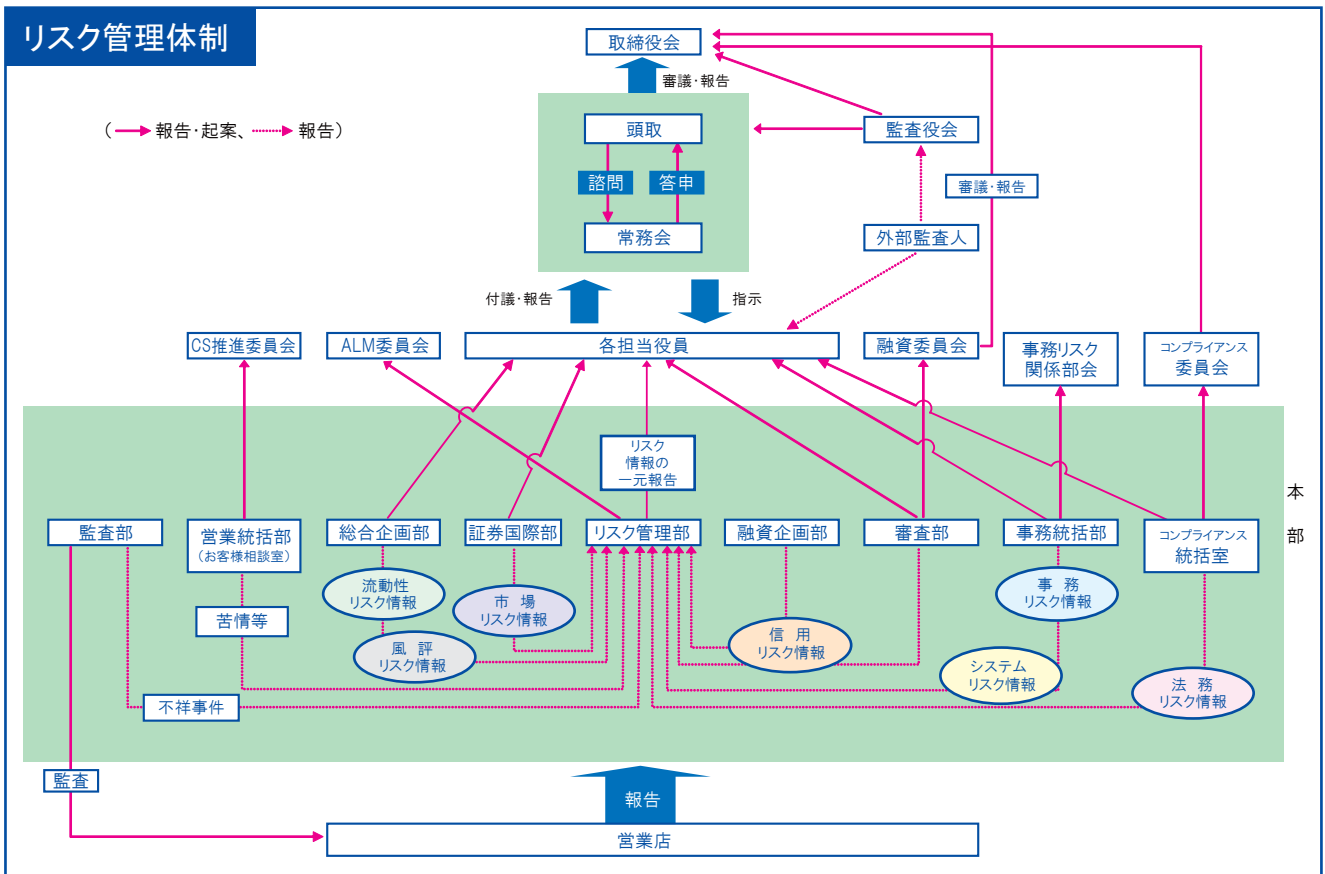 リスク管理体制
取締役会
審議・報告
(→報告・起案、┈▶報告)
頭取
監査役会
諮問
答申
審議・報告
常務会
外部監査人
付議・報告
指示
CS推進委員会
ALM委員会
各担当役員
融資委員会
事務リスク
関係部会
コンプライアンス
委員会
リスク
情報の
一元報告
本
部
監査部
営業統括部
(お客様相談室)
総合企画部
証券国際部
リスク管理部
融資企画部
審査部
事務統括部
コンプライアンス
統括室
流動性
リスク情報
市 場
リスク情報
事 務
リスク情報
苦情等
風 評
リスク情報
信 用
リスク情報
システム
リスク情報
法 務
リスク情報
不祥事件
監査
報告
営業店